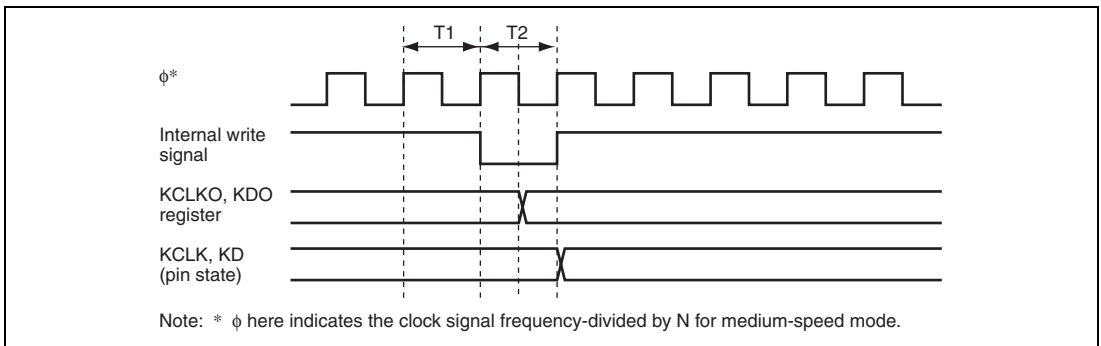 T1 T2
φ*
Internal write
signal
KCLKO, KDO
register
KCLK, KD
(pin state)
Note: * φ here indicates the clock signal frequency-divided by N for medium-speed mode.